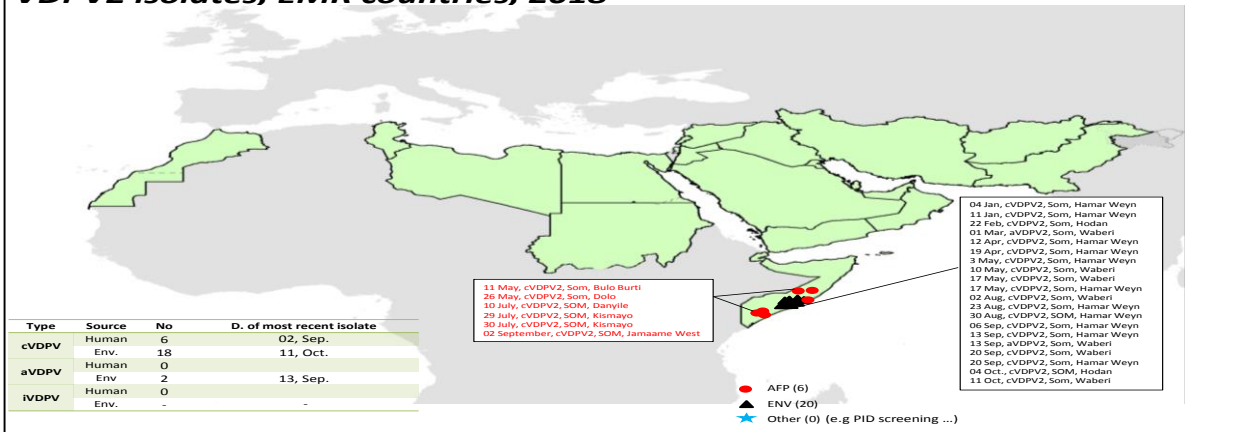 VDPV2 isolates, EMR countries, 2018
04 Jan, cVDPV2, Som, Hamar Weyn
11 Jan, cVDPV2, Som, Hamar Weyn
22 Feb, cVDPV2, Som, Hodan
01 Mar, aVDPV2, Som, Waberi
12 Apr, cVDPV2, Som, Hamar Weyn
19 Apr, cVDPV2, Som, Hamar Weyn
3 May, cVDPV2, Som, Hamar Weyn
10 May, cVDPV2, Som, Waberi
17 May, cVDPV2, Som, Waberi
17 May, cVDPV2, Som, Hamar Weyn
02 Aug, cVDPV2, Som, Waberi
23 Aug, cVDPV2, Som, Hamar Weyn
30 Aug, cVDPV2, SOM, Hamar Weyn
06 Sep, cVDPV2, Som, Hamar Weyn
13 Sep, cVDPV2, Som, Hamar Weyn
13 Sep, aVDPV2, Som, Waberi
20 Sep, cVDPV2, Som, Waberi
20 Sep, cVDPV2, Som, Hamar Weyn
04 Oct., cVDPV2, SOM, Hodan
11 Oct, cVDPV2, Som, Waberi
11 May, cVDPV2, Som, Bulo Burti
26 May, cVDPV2, Som, Dolo
10 July, cVDPV2, SOM, Danyile
29 July, cVDPV2, SOM, Kismayo
30 July, cVDPV2, SOM, Kismayo
02 September, cVDPV2, SOM, Jamaame West
Type Source No D. of most recent isolate
cVDPV Human 6 02, Sep.
Env. 18 11, Oct.
aVDPV Human 0
Env 2 13, Sep.
iVDPV Human 0
Env. - -
AFP (6)
ENV (20)
Other (0) (e.g PID screening ...)